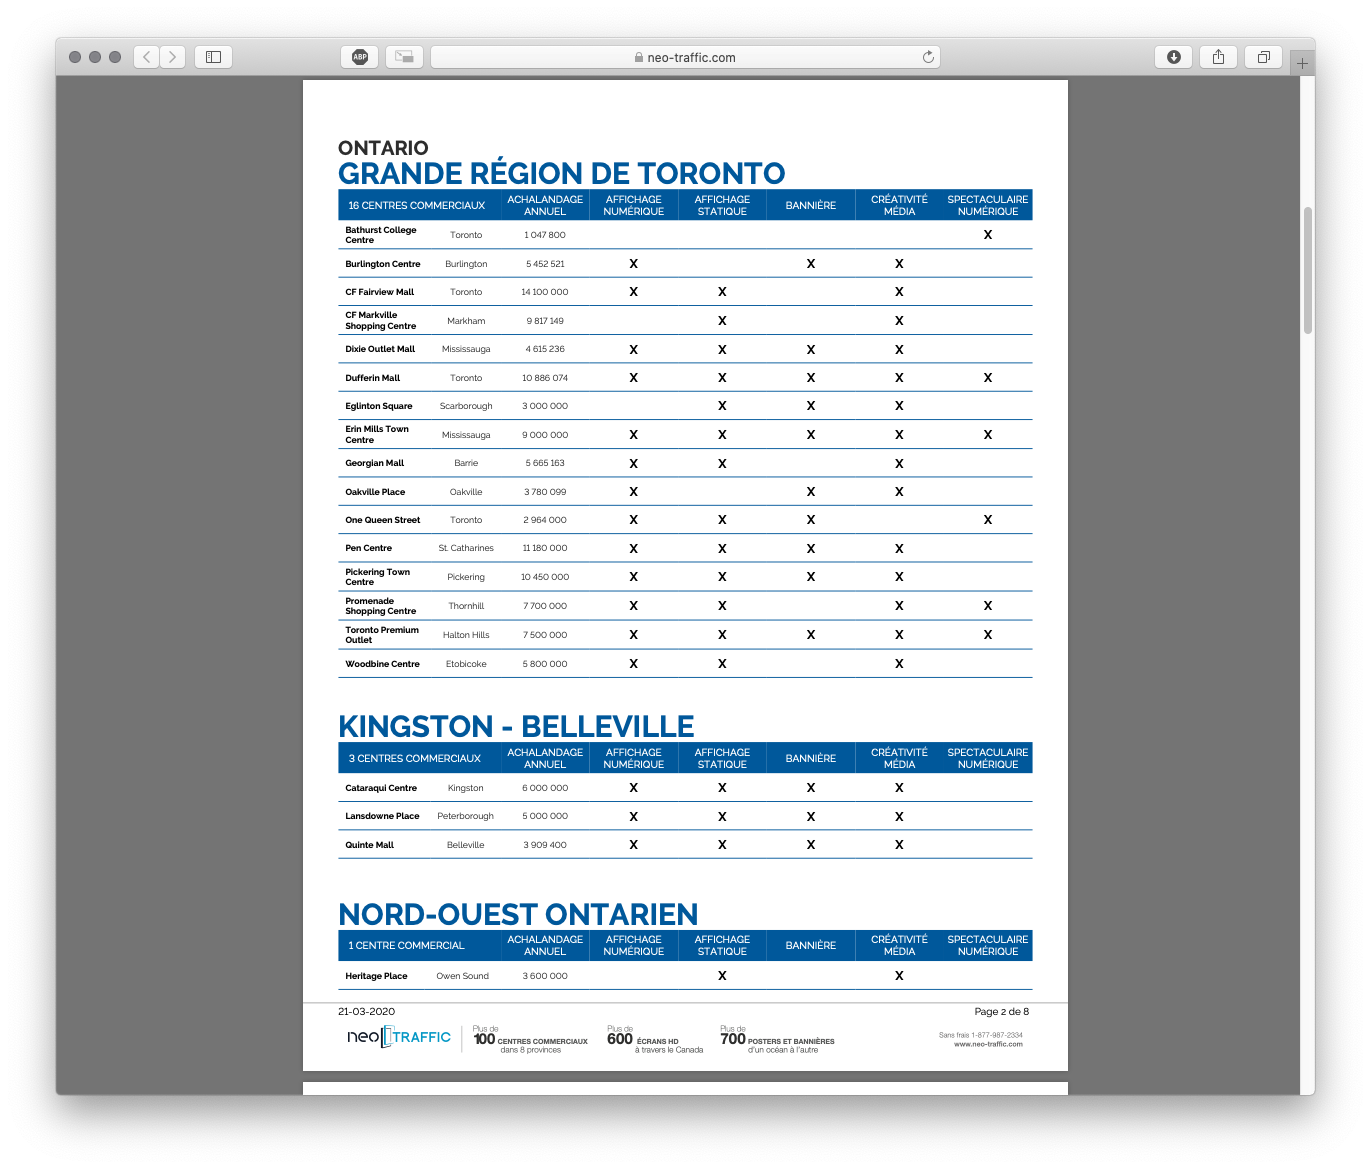 ABP
neo-traffic.com
ONTARIO
GRANDE RÉGION DE TORONTO
16 CENTRES COMMERCIAUX ACHALANDAGE ANNUEL AFFICHAGE NUMÉRIQUE AFFICHAGE STATIQUE BANNIÈRE CRÉATIVITÉ MÉDIA SPECTACULAIRE NUMÉRIQUE
Bathurst College Centre Toronto 1 047 800 X
Burlington Centre Burlington 5 452 521 X X X
CF Fairview Mall Toronto 14 100 000 X X X
CF Markville Shopping Centre Markham 9 817 149 X X
Dixie Outlet Mall Mississauga 4 615 236 X X X X
Dufferin Mall Toronto 10 886 074 X X X X X
Eglinton Square Scarborough 3 000 000 X X X
Erin Mills Town Centre Mississauga 9 000 000 X X X X X
Georgian Mall Barrie 5 665 163 X X X
Oakville Place Oakville 3 780 099 X X X
One Queen Street Toronto 2 964 000 X X X X
Pen Centre St. Catharines 11 180 000 X X X X
Pickering Town Centre Pickering 10 450 000 X X X X
Promenade Shopping Centre Thornhill 7 700 000 X X X X
Toronto Premium Outlet Halton Hills 7 500 000 X X X X X
Woodbine Centre Etobicoke 5 800 000 X X X
KINGSTON - BELLEVILLE
3 CENTRES COMMERCIAUX ACHALANDAGE ANNUEL AFFICHAGE NUMÉRIQUE AFFICHAGE STATIQUE BANNIÈRE CRÉATIVITÉ MÉDIA SPECTACULAIRE NUMÉRIQUE
Cataraqui Centre Kingston 6 000 000 X X X X
Lansdowne Place Peterborough 5 000 000 X X X X
Quinte Mall Belleville 3 909 400 X X X X
NORD-OUEST ONTARIEN
1 CENTRE COMMERCIAL ACHALANDAGE ANNUEL AFFICHAGE NUMÉRIQUE AFFICHAGE STATIQUE BANNIÈRE CRÉATIVITÉ MÉDIA SPECTACULAIRE NUMÉRIQUE
Heritage Place Owen Sound 3 600 000 X X
21-03-2020 Page 2 de 8
neo TRAFFIC
Plus de 100 CENTRES COMMERCIAUX dans 8 provinces
Plus de 600 ÉCRANS HD à travers le Canada
Plus de 700 POSTERS ET BANNIÈRES d'un océan à l'autre
Sans frais 1-877-987-2334
www.neo-traffic.com